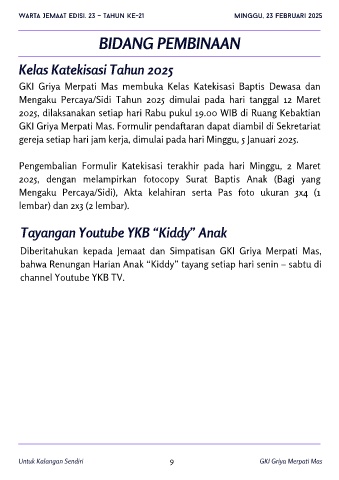 WARTA JEMAAT EDISI. 23 – TAHUN KE-21 MINGGU, 23 FEBRUARI 2025
BIDANG PEMBINAAN
Kelas Katekisasi Tahun 2025
GKI Griya Merpati Mas membuka Kelas Katekisasi Baptis Dewasa dan
Mengaku Percaya/Sidi Tahun 2025 dimulai pada hari tanggal 12 Maret
2025, dilaksanakan setiap hari Rabu pukul 19.00 WIB di Ruang Kebaktian
GKI Griya Merpati Mas. Formulir pendaftaran dapat diambil di Sekretariat
gereja setiap hari jam kerja, dimulai pada hari Minggu, 5 Januari 2025.
Pengembalian Formulir Katekisasi terakhir pada hari Minggu, 2 Maret
2025, dengan melampirkan fotocopy Surat Baptis Anak (Bagi yang
Mengaku Percaya/Sidi), Akta kelahiran serta Pas foto ukuran 3x4 (1
lembar) dan 2x3 (2 lembar).
Tayangan Youtube YKB “Kiddy” Anak
Diberitahukan kepada Jemaat dan Simpatisan GKI Griya Merpati Mas,
bahwa Renungan Harian Anak “Kiddy” tayang setiap hari senin – sabtu di
channel Youtube YKB TV.
Untuk Kalangan Sendiri 9 GKI Griya Merpati Mas